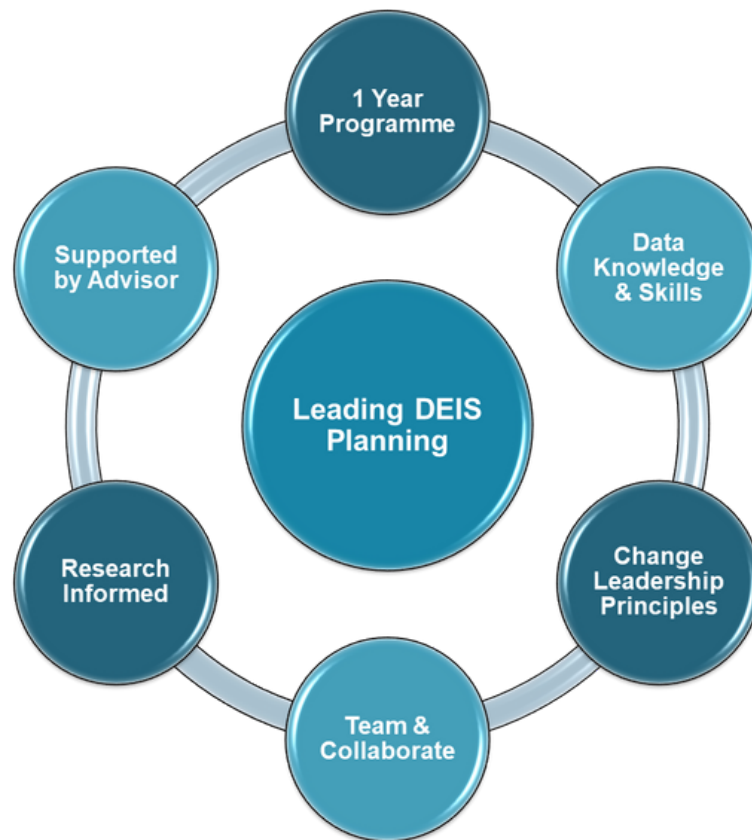 1 Year
Programme
Data
Knowledge
& Skills
Change
Leadership
Principles
Team &
Collaborate
Research
Informed
Supported
by Advisor
Leading DEIS
Planning